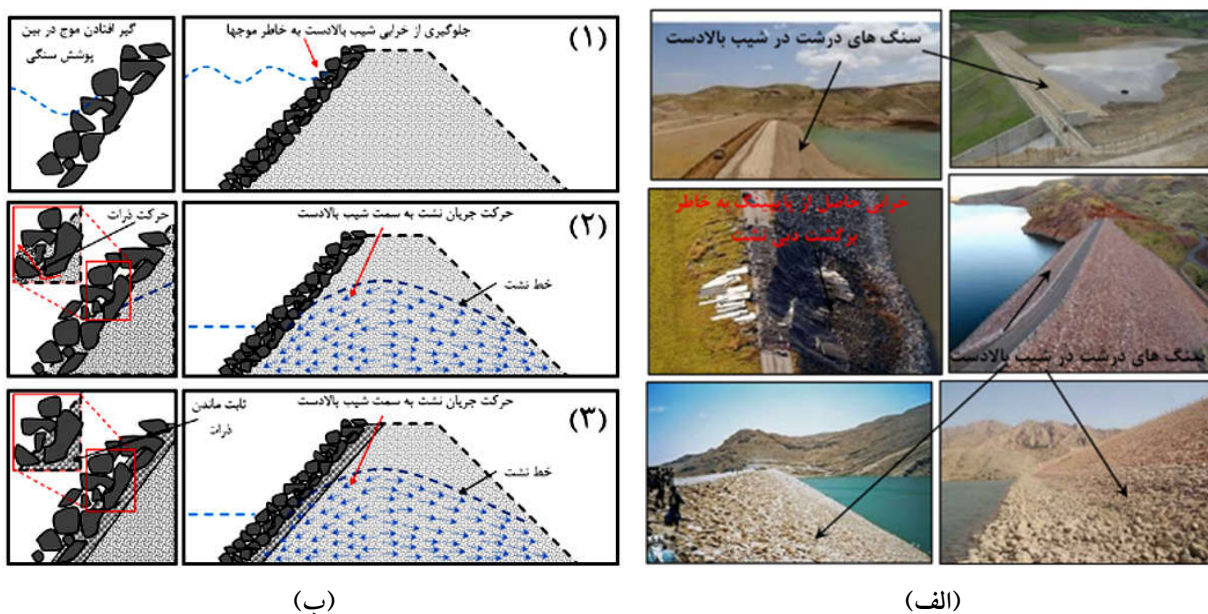 سنگ های درشت در شیب بالادست
خرابی حاصل از پایپینگ به خاطر
برگشت دبی نشت
سنگ های درشت در شیب بالادست
(الف)
(۱)
جلوگیری از خرابی شیب بالادست به خاطر موجها
گیر افتادن موج در بین
پوشش سنگی
(۲)
حرکت جریان نشت به سمت شیب بالادست
خط نشت
حرکت ذرات
(۳)
حرکت جریان نشت به سمت شیب بالادست
خط نشت
ثابت ماندن
ذرات
(ب)